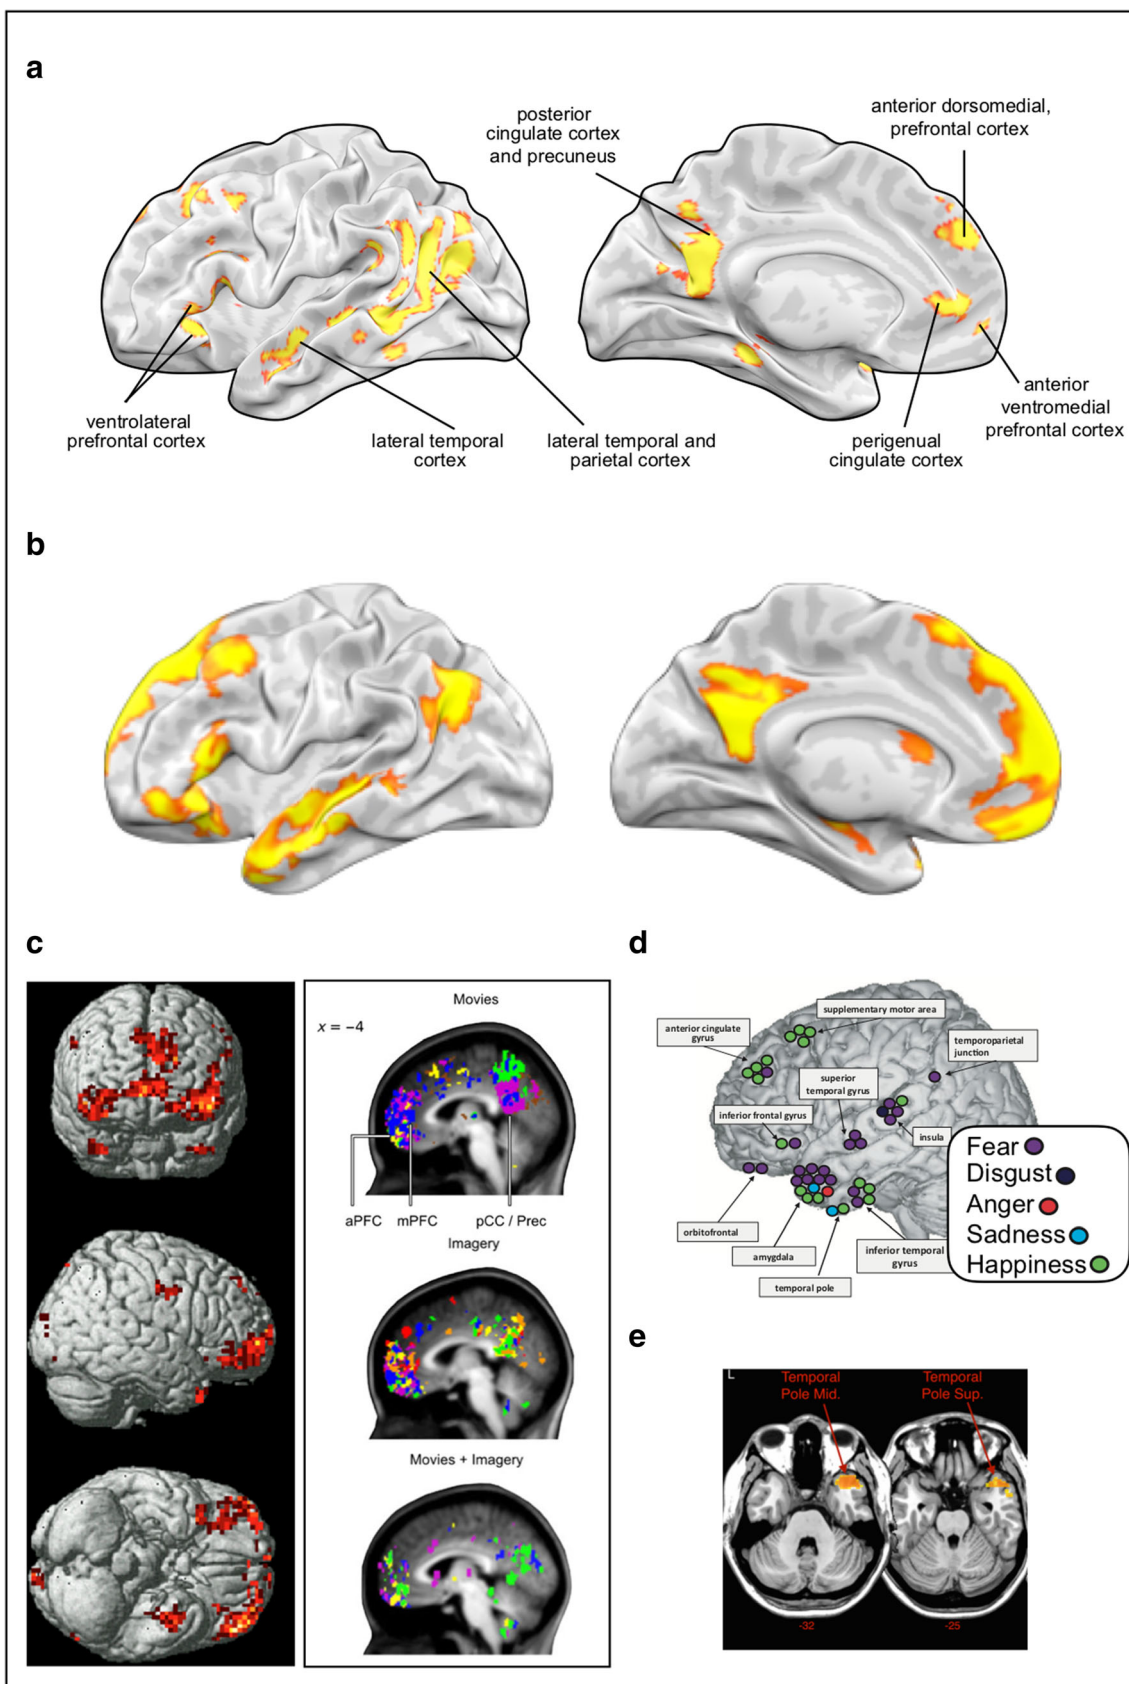 a
posterior
cingulate cortex
and precuneus
anterior dorsomedial,
prefrontal cortex
ventrolateral
prefrontal cortex
lateral temporal
cortex
lateral temporal and
parietal cortex
perigenual
cingulate cortex
anterior
ventromedial
prefrontal cortex
b
c
x = −4
Movies
aPFC
mPFC
pCC / Prec
Imagery
Movies + Imagery
d
supplementary motor area
anterior cingulate
gyrus
temporoparietal
junction
superior
temporal gyrus
inferior frontal gyrus
insula
orbitofrontal
amygdala
temporal pole
inferior temporal
gyrus
Fear
Disgust
Anger
Sadness
Happiness
e
L
Temporal
Pole Mid.
Temporal
Pole Sup.
-32
-25